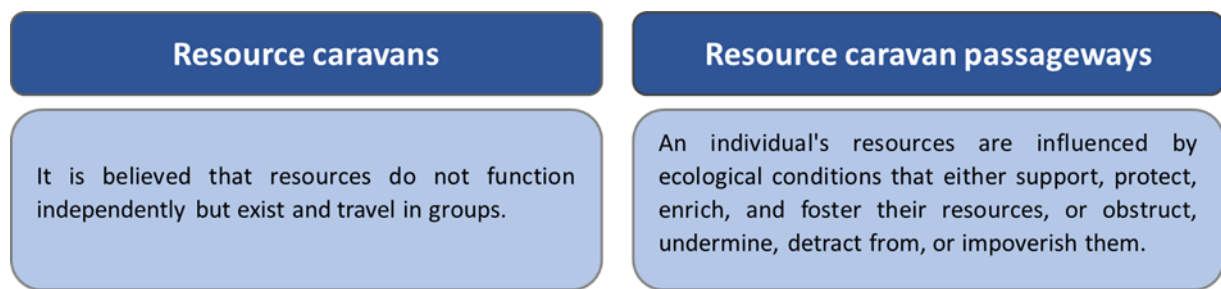 Resource caravans
It is believed that resources do not function
independently but exist and travel in groups.
Resource caravan passageways
An individual's resources are influenced by
ecological conditions that either support, protect,
enrich, and foster their resources, or obstruct,
undermine, detract from, or impoverish them.